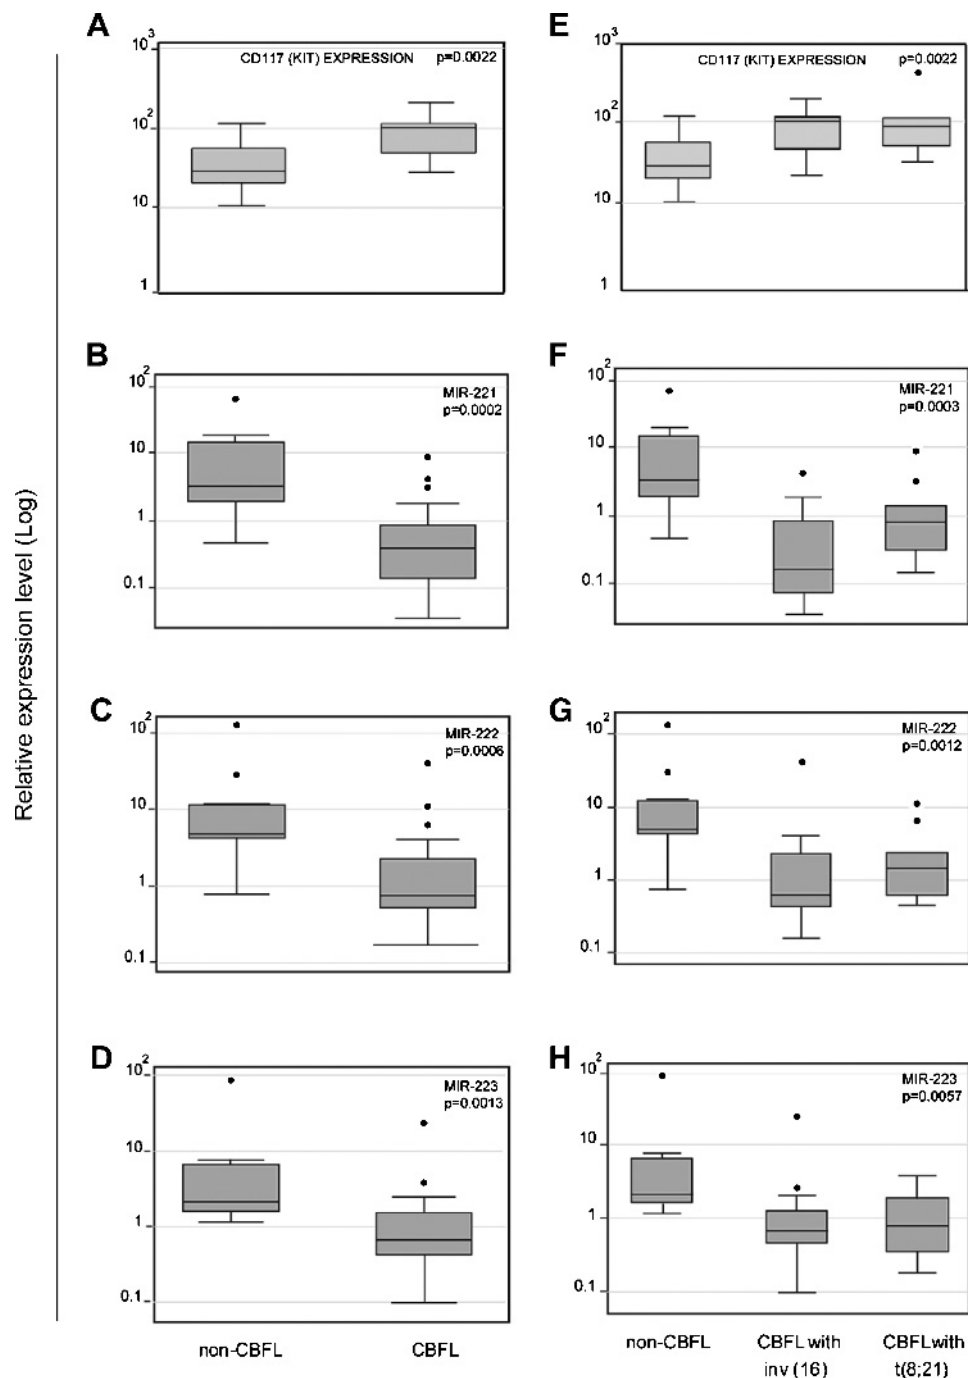 Relative expression level (Log)
A
10³
10²
10
1
CD117 (KIT) EXPRESSION p=0.0022
B
10²
10
1
0.1
MIR-221
p=0.0002
C
10²
10
1
0.1
MIR-222
p=0.0006
D
10²
10
1
0.1
MIR-223
p=0.0013
non-CBFL CBFL
E
10³
10²
10
1
CD117 (KIT) EXPRESSION p=0.0022
F
10²
10
1
0.1
MIR-221
p=0.0003
G
10²
10
1
0.1
MIR-222
p=0.0012
H
10²
10
1
0.1
MIR-223
p=0.0057
non-CBFL
CBFL with
inv (16)
CBFL with
t(8;21)